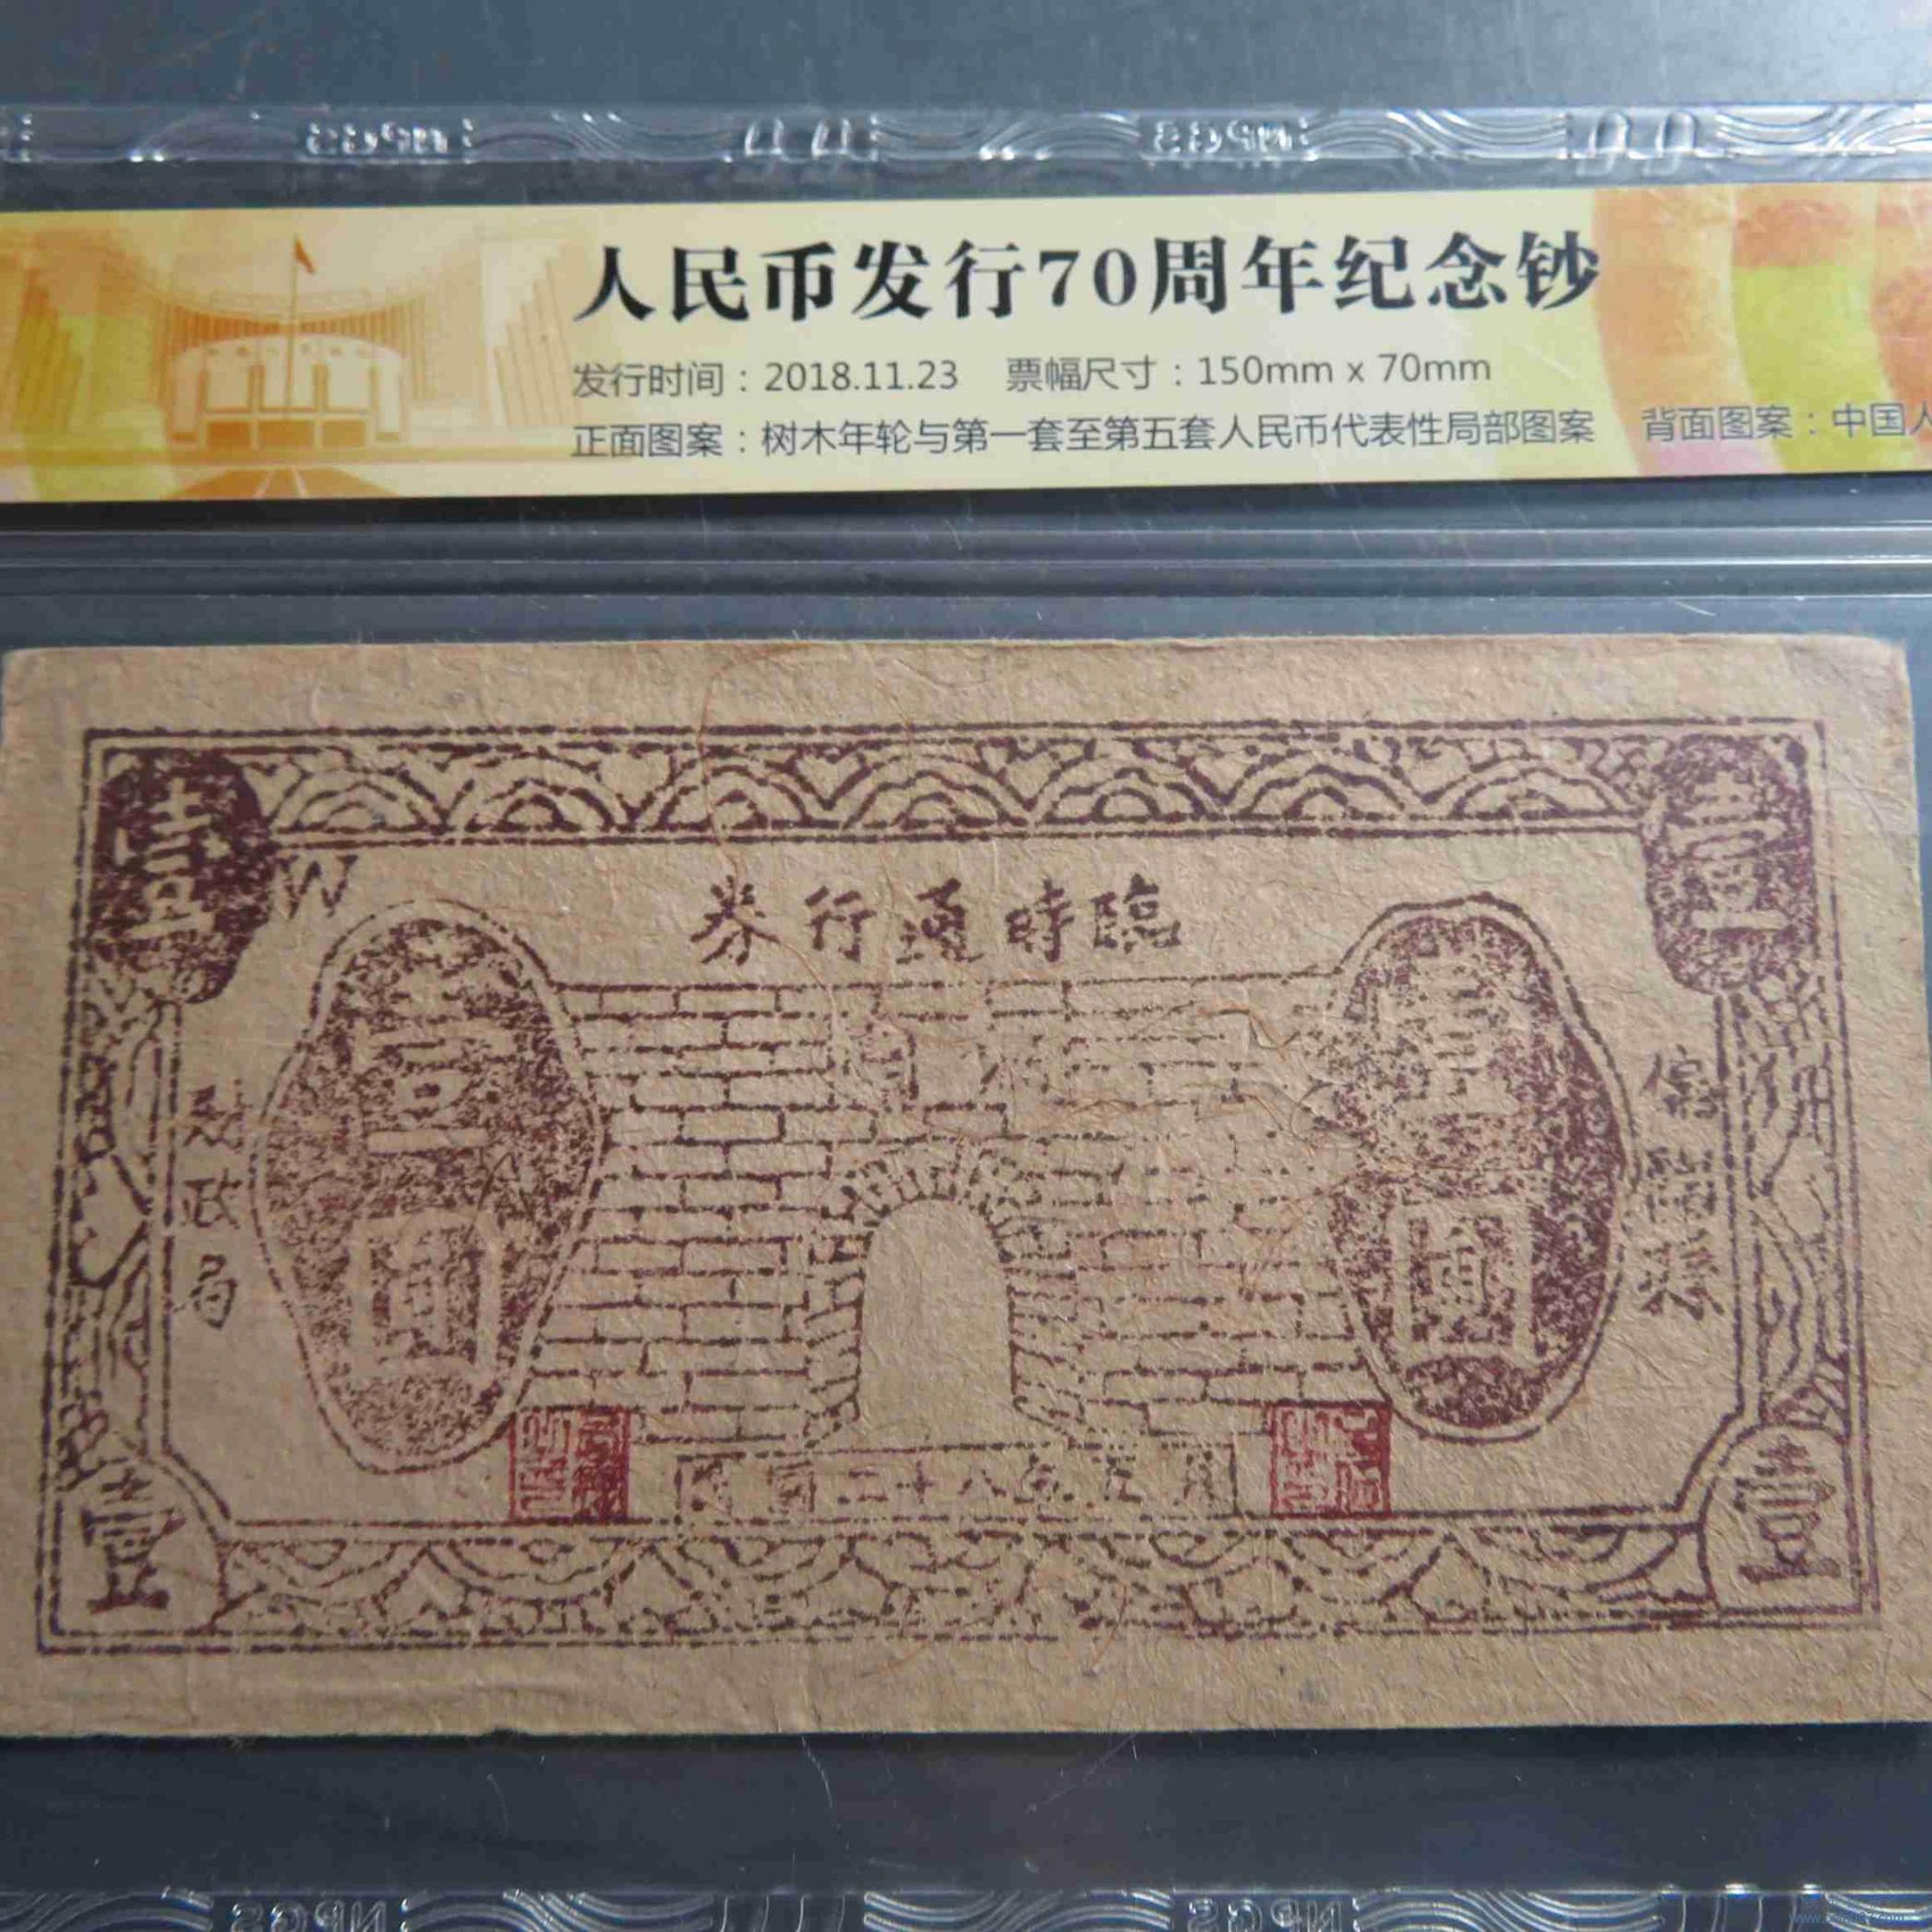 人民币发行70周年纪念钞
发行时间：2018.11.23 票幅尺寸：150mm x 70mm
正面图案：树木年轮与第一套至第五套人民币代表性局部图案 背面图案：中国人
壹
壹
W
券行通時臨
壹圓
壹圓
財政局
縣
民國二十八年
壹
壹